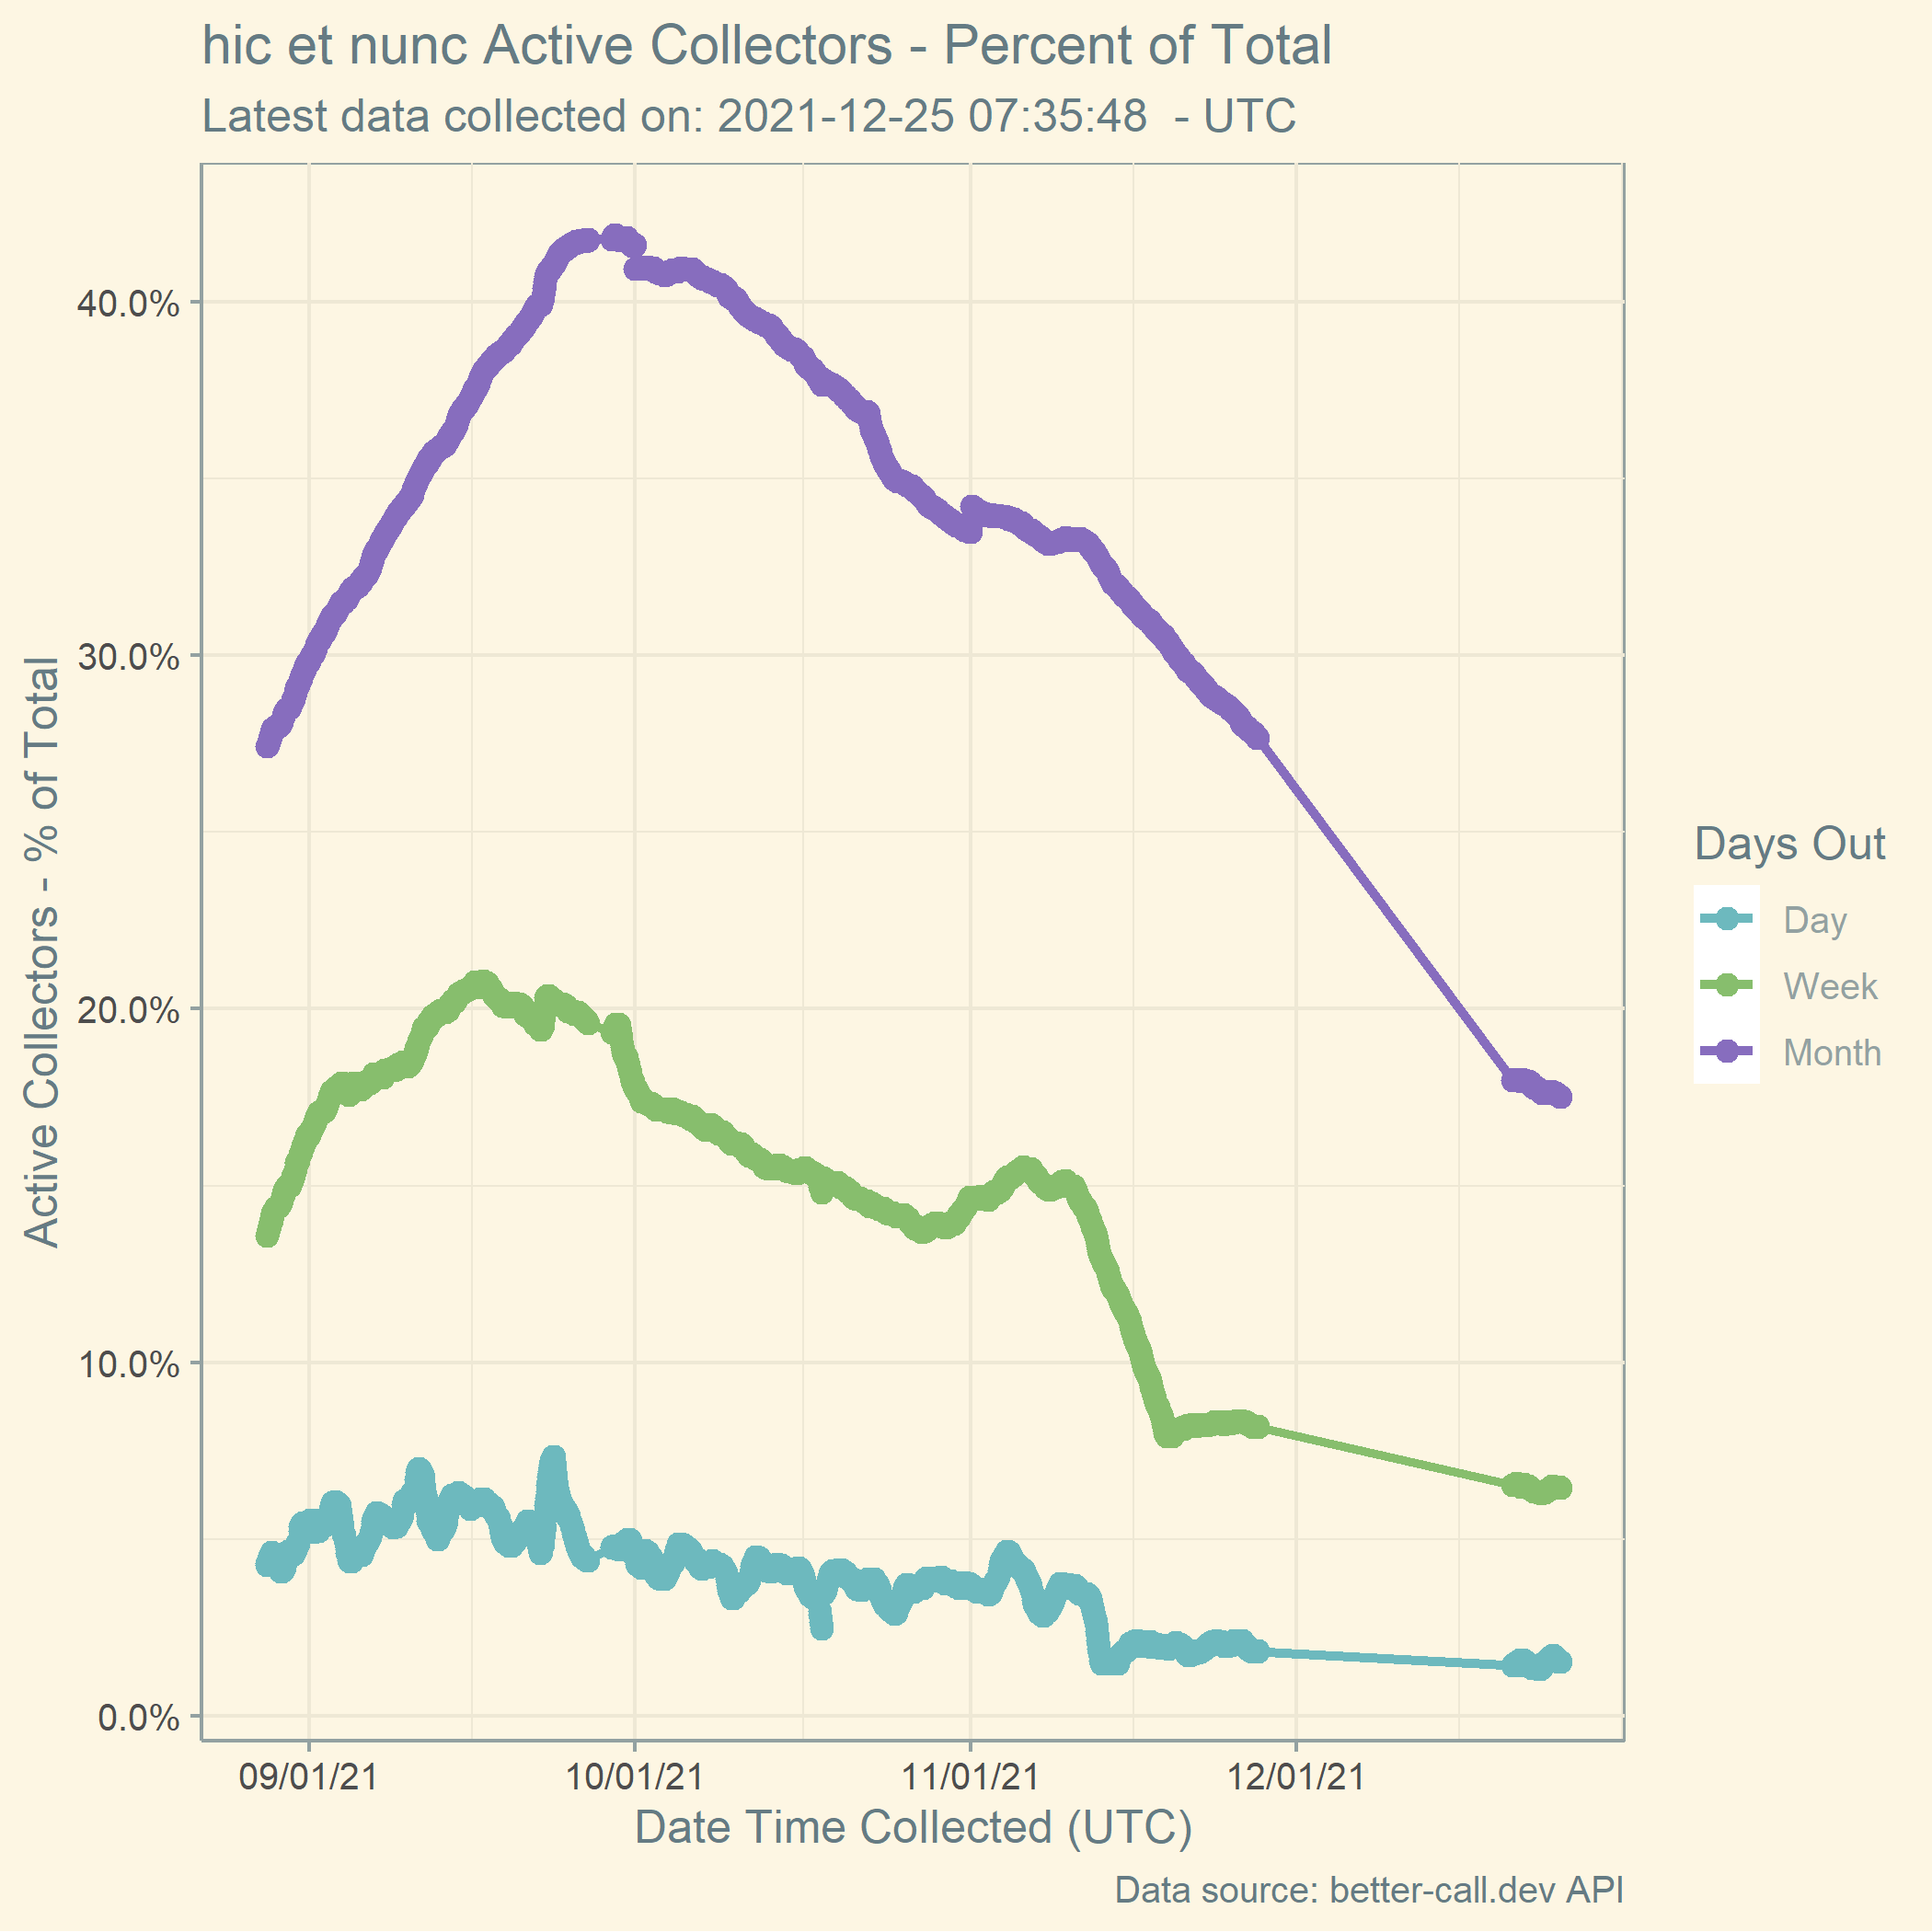 hic et nunc Active Collectors - Percent of Total
Latest data collected on: 2021-12-25 07:35:48  - UTC
Active Collectors - % of Total
40.0%
30.0%
20.0%
10.0%
0.0%
09/01/21
10/01/21
11/01/21
12/01/21
Date Time Collected (UTC)
Days Out
Day
Week
Month
Data source: better-call.dev API